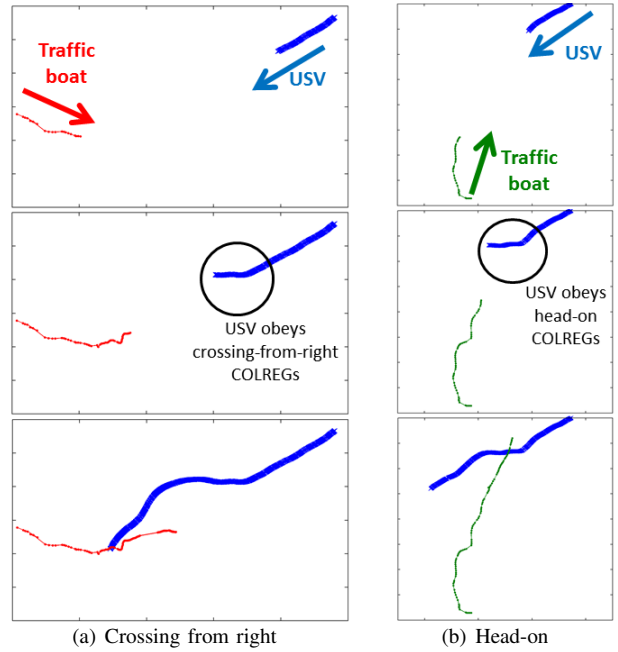 Traffic
boat
USV
USV obeys
crossing-from-right
COLREGs
(a) Crossing from right
USV
Traffic
boat
USV obeys
head-on
COLREGs
(b) Head-on